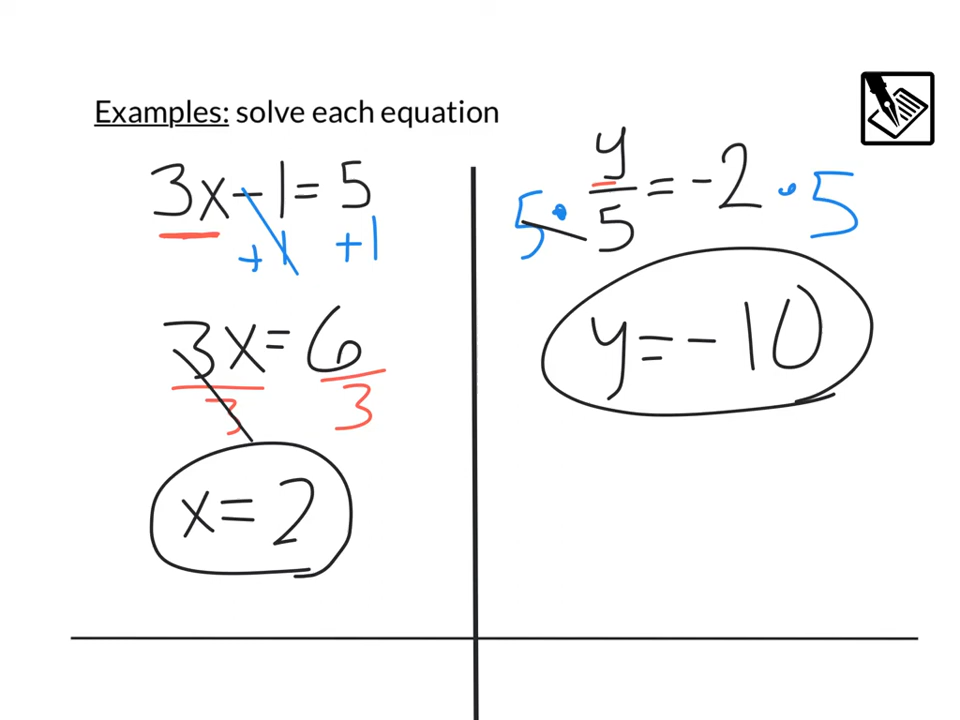 Examples: solve each equation
3x - 1 = 5
+1 +1
3x = 6
3 3
x = 2
y/5 = -2
5 · · 5
y = -10